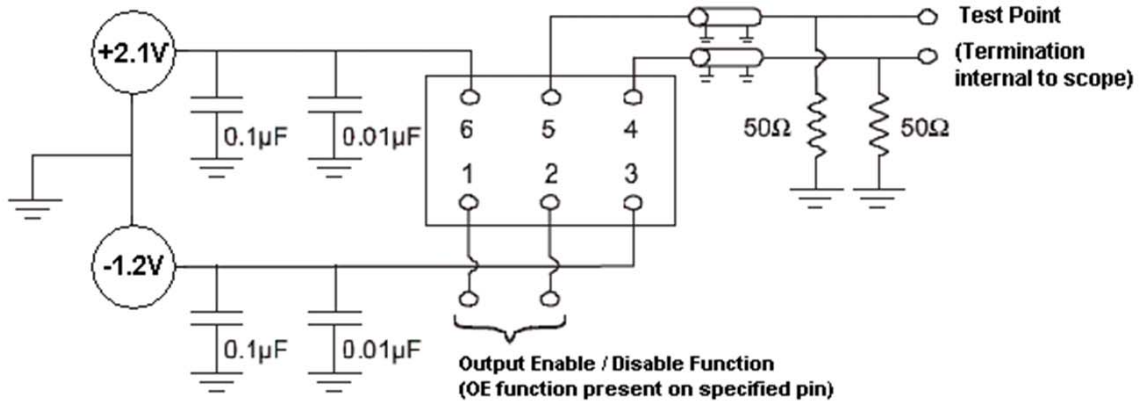 +2.1V
Test Point
(Termination
internal to scope)
0.1µF
0.01µF
6
5
4
50Ω
50Ω
1
2
3
-1.2V
0.1µF
0.01µF
Output Enable / Disable Function
(OE function present on specified pin)